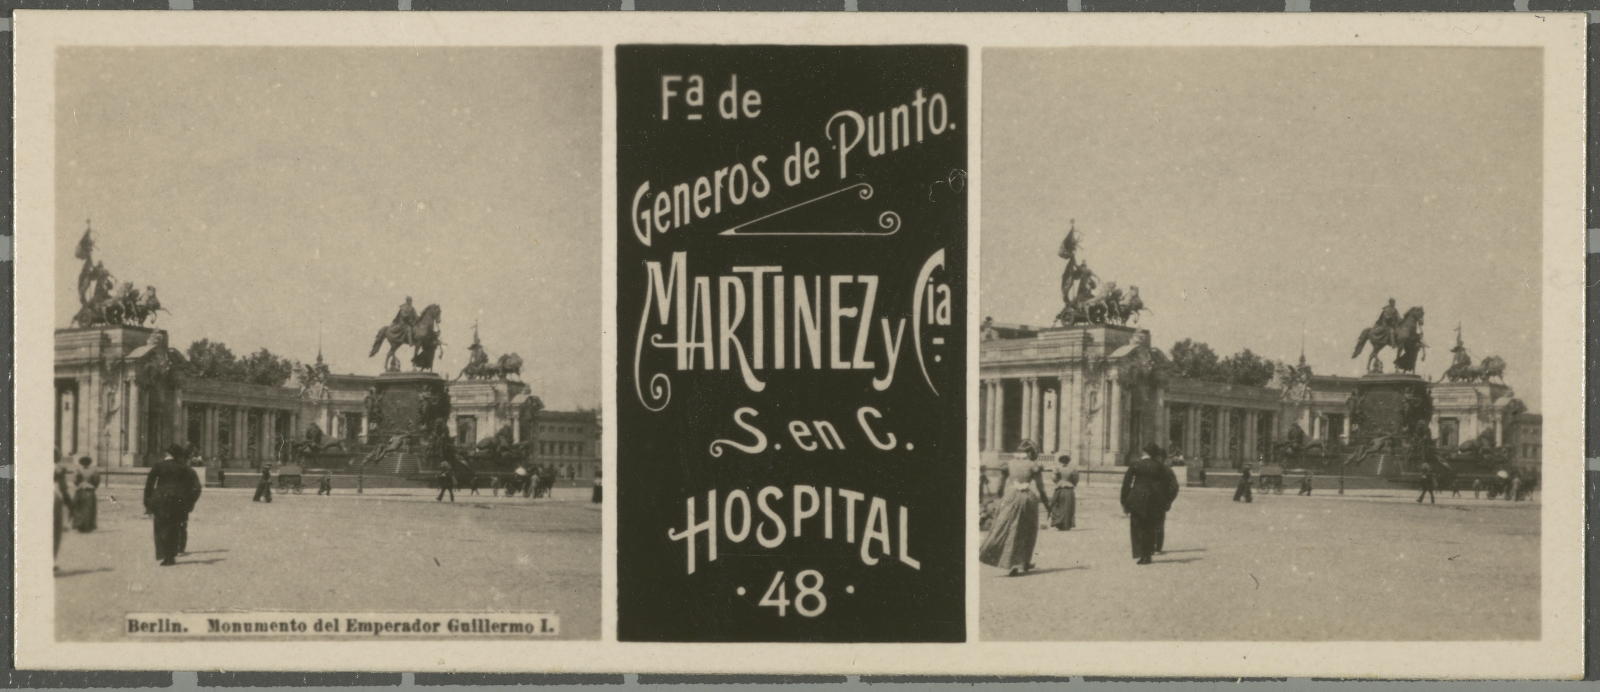 Fª de
Generos de Punto.
MARTINEZ y Cia.
S. en C.
HOSPITAL
· 48 ·
Berlin. Monumento del Emperador Guillermo I.